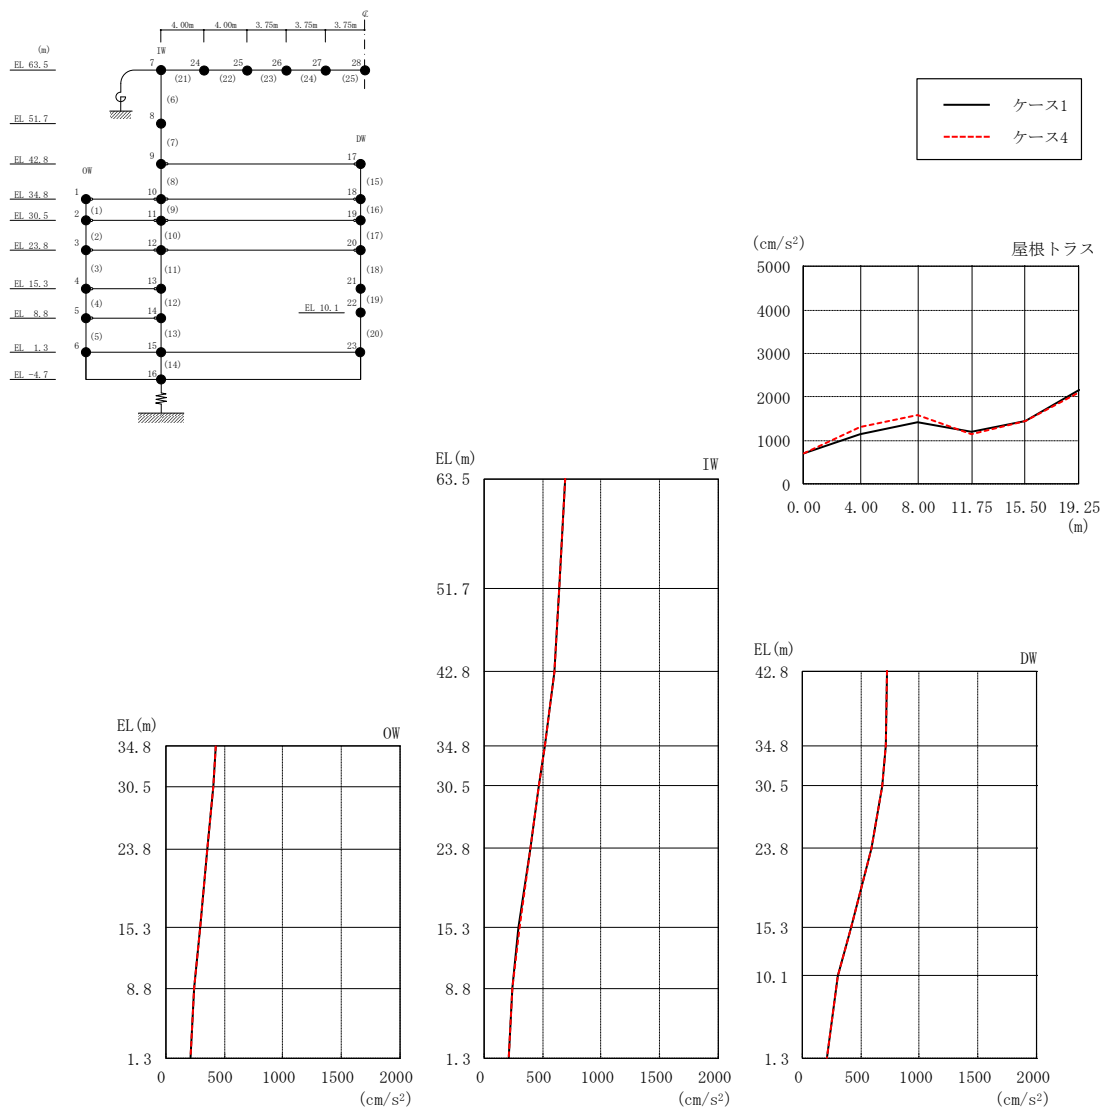 ℄
4.00m 4.00m 3.75m 3.75m 3.75m
(m) IW
EL 63.5 7 24 25 26 27 28
(21) (22) (23) (24) (25)
(6)
EL 51.7 8
(7) DW
EL 42.8 9 17
OW (8) (15)
EL 34.8 1 10 18
(1) (9) (16)
EL 30.5 2 11 19
(2) (10) (17)
EL 23.8 3 12 20
(3) (11) (18)
EL 15.3 4 13 21
(4) (12) (19)
EL 10.1 22
EL 8.8 5 14
(5) (13) (20)
EL 1.3 6 15 23
(14)
EL -4.7 16
ケース1
ケース4
(cm/s²) 屋根トラス
5000
4000
3000
2000
1000
0
0.00 4.00 8.00 11.75 15.50 19.25
(m)
EL(m) IW
63.5
51.7
42.8
34.8
30.5
23.8
15.3
8.8
1.3
0 500 1000 1500 2000
(cm/s²)
EL(m) DW
42.8
34.8
30.5
23.8
15.3
10.1
1.3
0 500 1000 1500 2000
(cm/s²)
EL(m) OW
34.8
30.5
23.8
15.3
8.8
1.3
0 500 1000 1500 2000
(cm/s²)